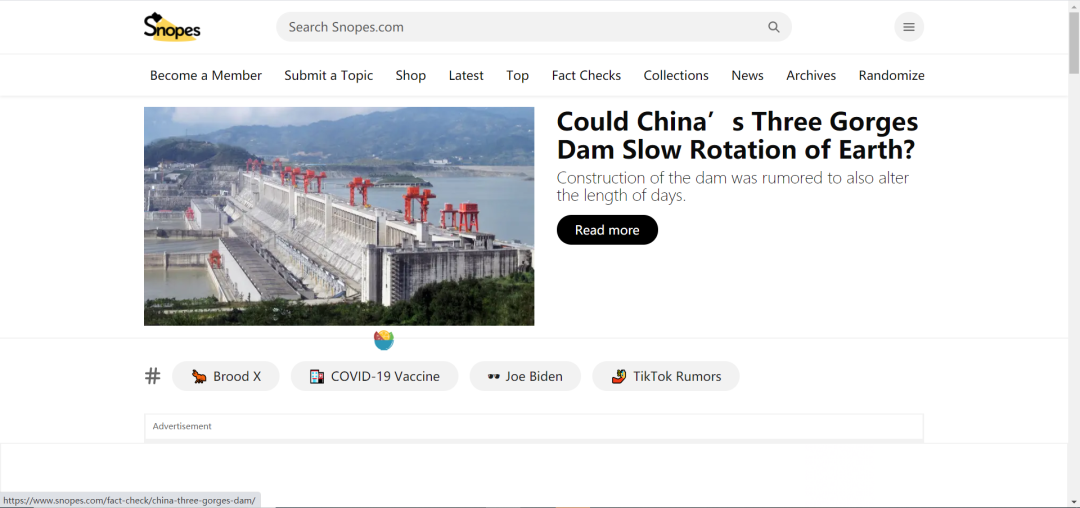 Snopes
Search Snopes.com
Become a Member Submit a Topic Shop Latest Top Fact Checks Collections News Archives Randomize
Could China’s Three Gorges
Dam Slow Rotation of Earth?
Construction of the dam was rumored to also alter
the length of days.
Read more
# Brood X COVID-19 Vaccine Joe Biden TikTok Rumors
Advertisement
https://www.snopes.com/fact-check/china-three-gorges-dam/